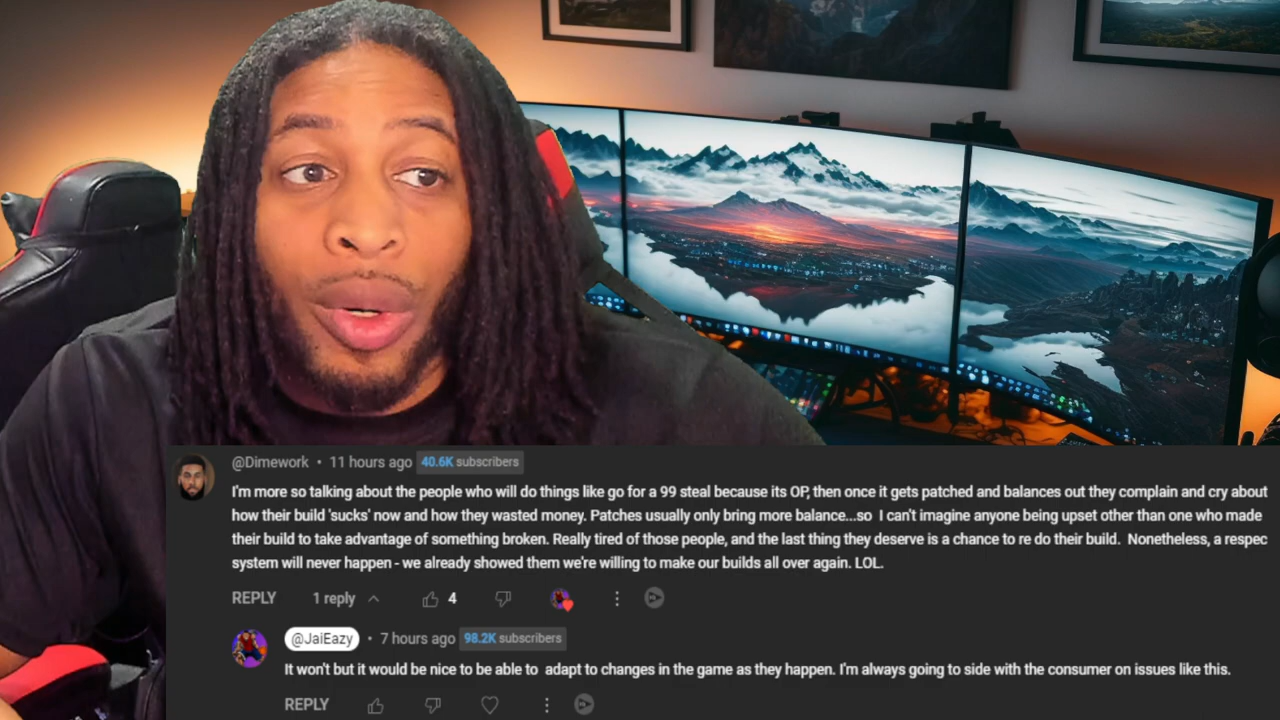 @Dimework • 11 hours ago 40.6K subscribers
I'm more so talking about the people who will do things like go for a 99 steal because its OP, then once it gets patched and balances out they complain and cry about
how their build 'sucks' now and how they wasted money. Patches usually only bring more balance...so I can't imagine anyone being upset other than one who made
their build to take advantage of something broken. Really tired of those people, and the last thing they deserve is a chance to re do their build. Nonetheless, a respec
system will never happen - we already showed them we're willing to make our builds all over again. LOL.
REPLY 1 reply 4
@JaiEazy • 7 hours ago 98.2K subscribers
It won't but it would be nice to be able to adapt to changes in the game as they happen. I'm always going to side with the consumer on issues like this.
REPLY